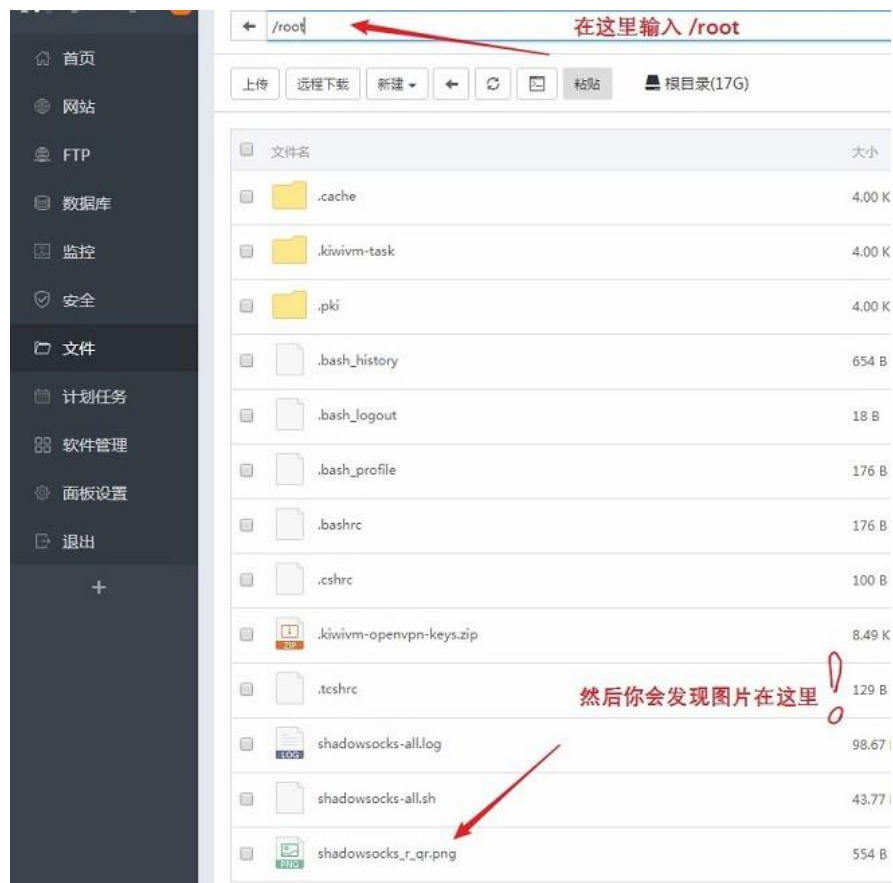 /root
在这里输入 /root
首页
网站
FTP
数据库
监控
安全
文件
计划任务
软件管理
面板设置
退出
+
上传 远程下载 新建 粘贴 根目录(17G)
文件名 大小
.cache 4.00 K
.kiwivm-task 4.00 K
.pki 4.00 K
.bash_history 654 B
.bash_logout 18 B
.bash_profile 176 B
.bashrc 176 B
.cshrc 100 B
ZIP .kiwivm-openvpn-keys.zip 8.49 K
.tcshrc 129 B
然后你会发现图片在这里!
LOG shadowsocks-all.log 98.67
shadowsocks-all.sh 43.77
PNG shadowsocks_r_qr.png 554 B